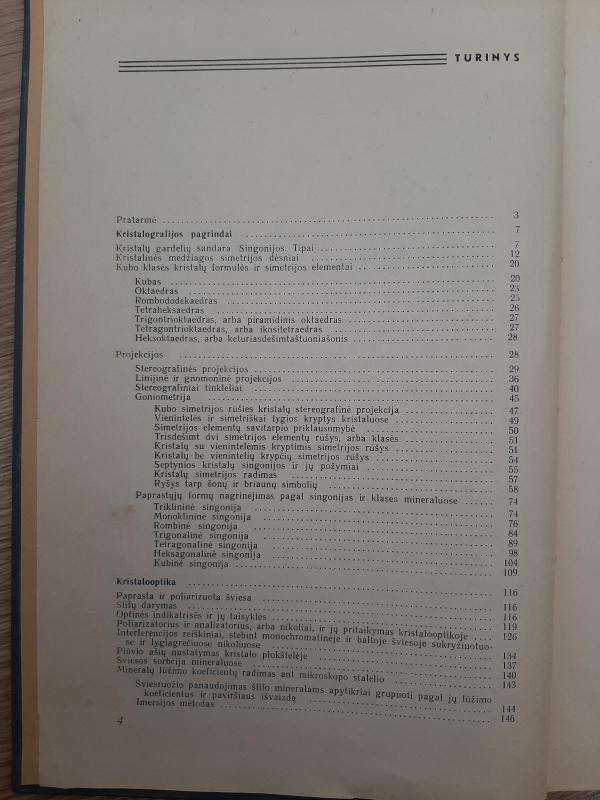 TURINYS
Pratarmė . . . 3
Kristalografijos pagrindai . . . 7
Kristalų gardelių sandara. Singonijos. Tipai . . . 7
Kristalinės medžiagos simetrijos dėsniai . . . 12
Kubo klasės kristalų formulės ir simetrijos elementai . . . 20
Kubas . . . 20
Oktaedras . . . 23
Rombododekaedras . . . 25
Tetraheksaedras . . . 26
Trigontrioktaedras, arba piramidinis oktaedras . . . 27
Tetragontrioktaedras, arba ikositetraedras . . . 27
Heksoktaedras, arba keturiasdešimtaštuoniašonis . . . 28
Projekcijos . . . 28
Stereografinės projekcijos . . . 29
Linijinė ir gnomoninė projekcijos . . . 36
Stereografiniai tinkleliai . . . 40
Goniometrija . . . 45
Kubo simetrijos rūšies kristalų stereografinė projekcija . . . 47
Vienintelės ir simetriškai lygios kryptys kristaluose . . . 49
Simetrijos elementų savitarpio priklausomybė . . . 50
Trisdešimt dvi simetrijos elementų rūšys, arba klasės . . . 51
Kristalų su vienintelėmis kryptimis simetrijos rūšys . . . 51
Kristalų be vienintelių krypčių simetrijos rūšys . . . 54
Septynios kristalų singonijos ir jų požymiai . . . 55
Kristalų simetrijos radimas . . . 57
Ryšys tarp šonų ir briaunų simbolių . . . 58
Paprastųjų formų nagrinėjimas pagal singonijas ir klases mineraluose . . . 74
Triklininė singonija . . . 74
Monoklininė singonija . . . 76
Rombinė singonija . . . 84
Trigonalinė singonija . . . 89
Tetragonalinė singonija . . . 98
Heksagonalinė singonija . . . 104
Kubinė singonija . . . 109
Kristalooptika . . . 116
Paprasta ir poliarizuota šviesa . . . 116
Šlifų darymas . . . 116
Optinės indikatrisės ir jų taisyklės . . . 119
Poliarizatorius ir analizatorius, arba nikoliai, ir jų pritaikymas kristalooptikoje . . . 126
Interferencijos reiškiniai, stebint monochromatinėje ir baltoje šviesoje sukryžiuotuo-
se ir lygiagrečiuose nikoliuose . . . 134
Pliuvio ašių nustatymas kristalo plokštelėje . . . 137
Šviesos sorbcija mineraluose . . . 140
Mineralų lūžimo koeficientų radimas ant mikroskopo stalelio . . . 143
Šviesruožio panaudojimas šlifo mineralams apytikriai grupuoti pagal jų lūžimo
koeficientus ir paviršiaus išvaizdą . . . 144
Imersijos metodas . . . 146
4